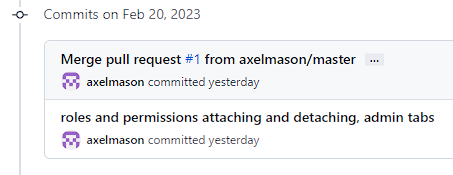 Commits on Feb 20, 2023
Merge pull request #1 from axelmason/master ...
axelmason committed yesterday
roles and permissions attaching and detaching, admin tabs
axelmason committed yesterday